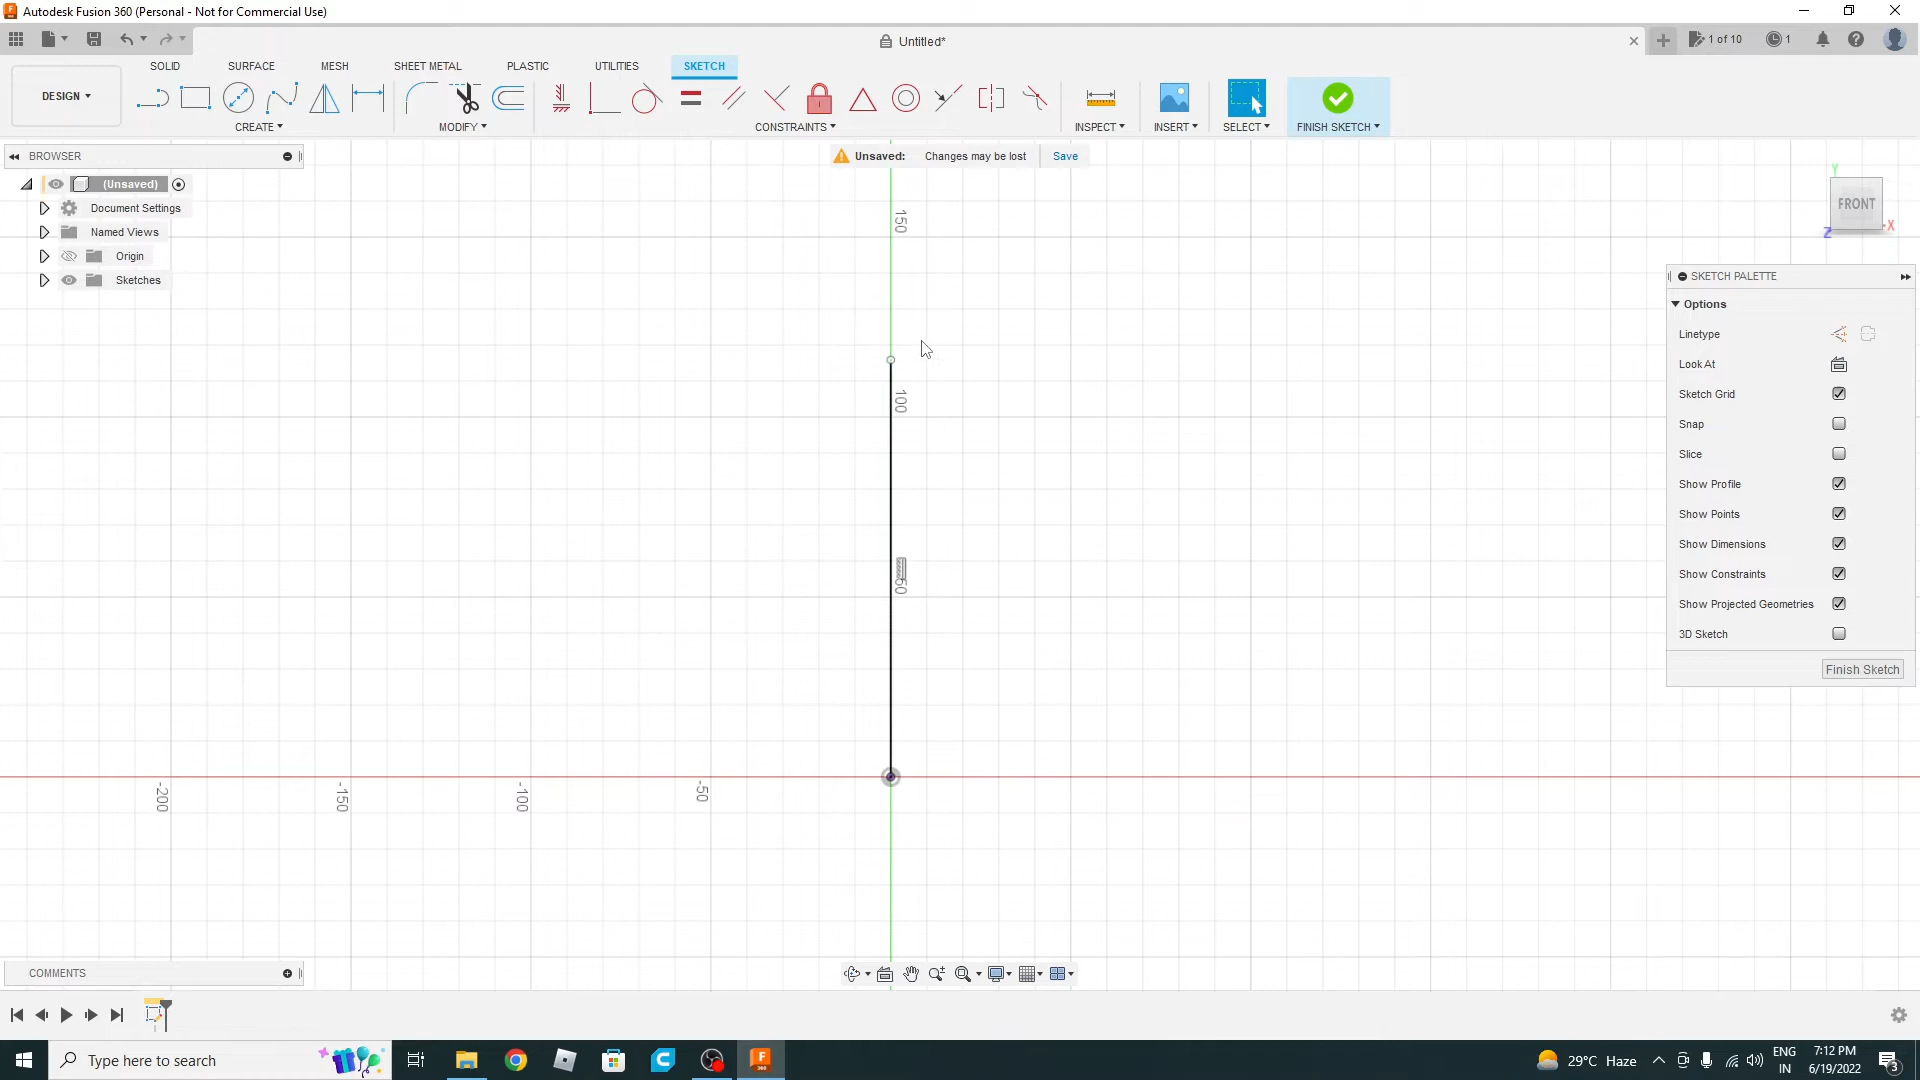 Autodesk Fusion 360 (Personal - Not for Commercial Use)
Untitled*
1 of 10
1
DESIGN
SOLID
SURFACE
MESH
SHEET METAL
PLASTIC
UTILITIES
SKETCH
CREATE
MODIFY
CONSTRAINTS
INSPECT
INSERT
SELECT
FINISH SKETCH
BROWSER
Unsaved: Changes may be lost Save
(Unsaved)
Document Settings
Named Views
Origin
Sketches
Y
FRONT
X
Z
150
100
50
-200
-150
-100
-50
SKETCH PALETTE
Options
Linetype
Look At
Sketch Grid
Snap
Slice
Show Profile
Show Points
Show Dimensions
Show Constraints
Show Projected Geometries
3D Sketch
Finish Sketch
COMMENTS
Type here to search
F
360
29°C Haze
ENG
IN
7:12 PM
6/19/2022
3